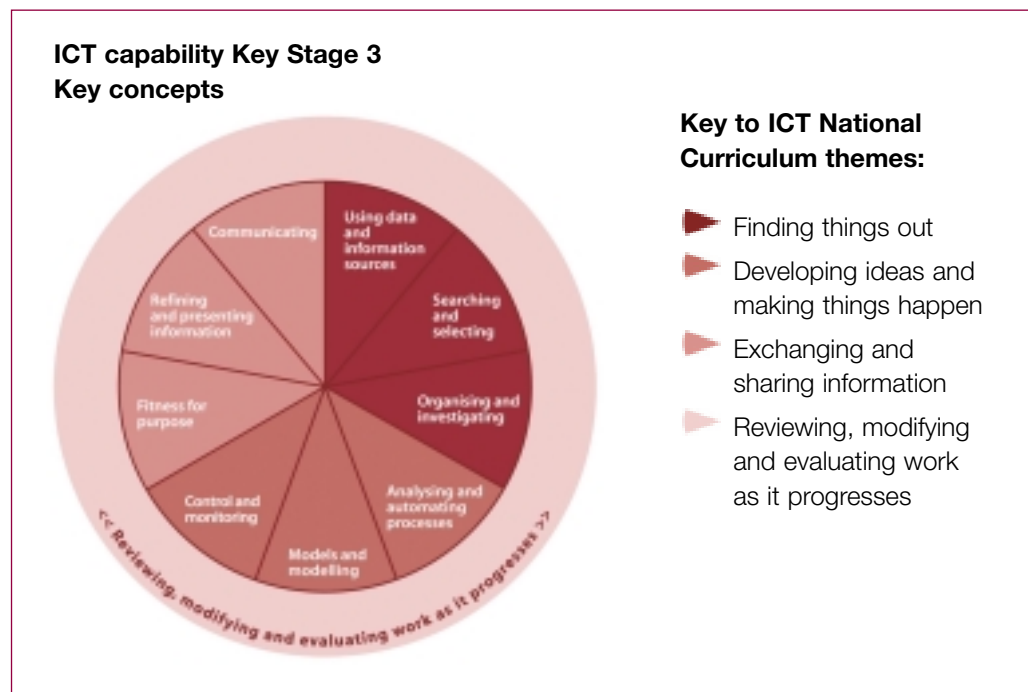 ICT capability Key Stage 3
Key concepts
Communicating
Using data
and
information
sources
Searching
and
selecting
Organising and
investigating
Analysing and
automating
processes
Models and
modelling
Control and
monitoring
Fitness for
purpose
Refining
and presenting
information
<< Reviewing, modifying and evaluating work as it progresses >>
Key to ICT National
Curriculum themes:
Finding things out
Developing ideas and
making things happen
Exchanging and
sharing information
Reviewing, modifying
and evaluating work
as it progresses